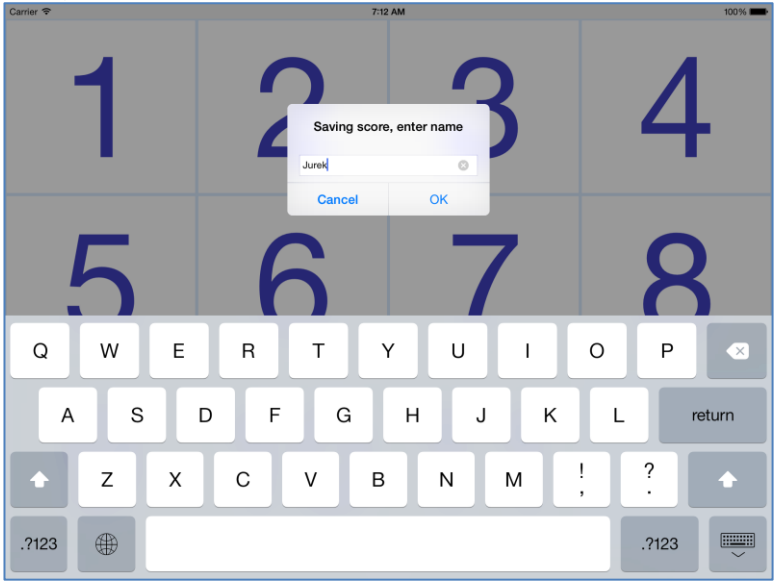 Carrier 7:12 AM 100%
1 2 3 4
Saving score, enter name
Jurek
Cancel OK
5 6 7 8
Q W E R T Y U I O P
A S D F G H J K L return
Z X C V B N M ! , ? .
.?123 .?123